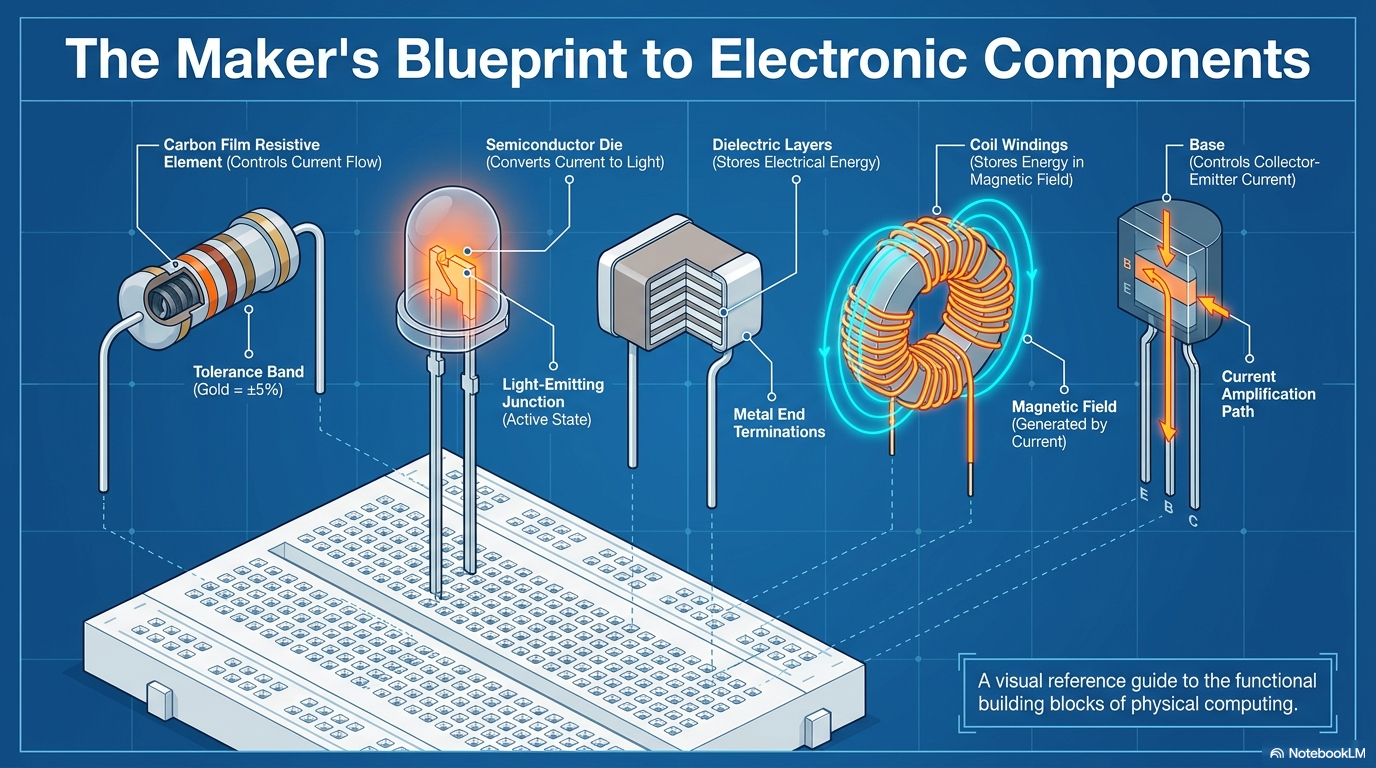 The Maker's Blueprint to Electronic Components
Carbon Film Resistive
Element (Controls Current Flow)
Semiconductor Die
(Converts Current to Light)
Dielectric Layers
(Stores Electrical Energy)
Coil Windings
(Stores Energy in
Magnetic Field)
Base
(Controls Collector-
Emitter Current)
B
E
Tolerance Band
(Gold = ±5%)
Light-Emitting
Junction
(Active State)
Metal End
Terminations
Magnetic Field
(Generated by
Current)
Current
Amplification
Path
E
B
C
A visual reference guide to the functional
building blocks of physical computing.
NotebookLM